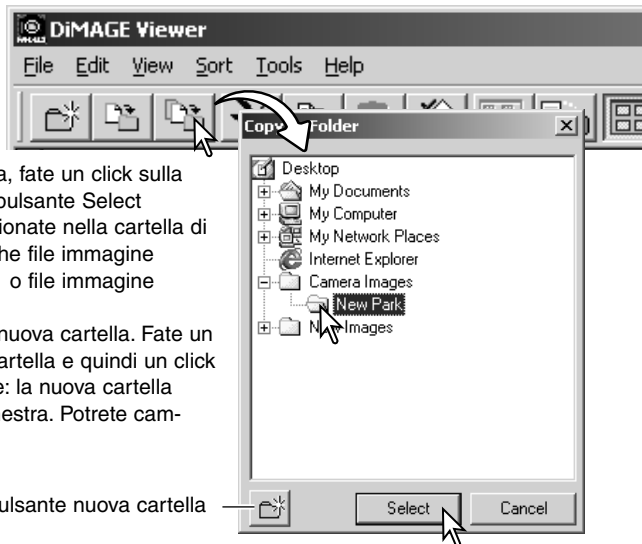 DiMAGE Viewer
File Edit View Sort Tools Help
Copy Folder
Desktop
My Documents
My Computer
My Network Places
Internet Explorer
Camera Images
New Park
Images
Select Cancel
a, fate un click sulla
pulsante Select
ionate nella cartella di
he file immagine
o file immagine
nuova cartella. Fate un
artella e quindi un click
e: la nuova cartella
nestra. Potrete cam-
ulsante nuova cartella